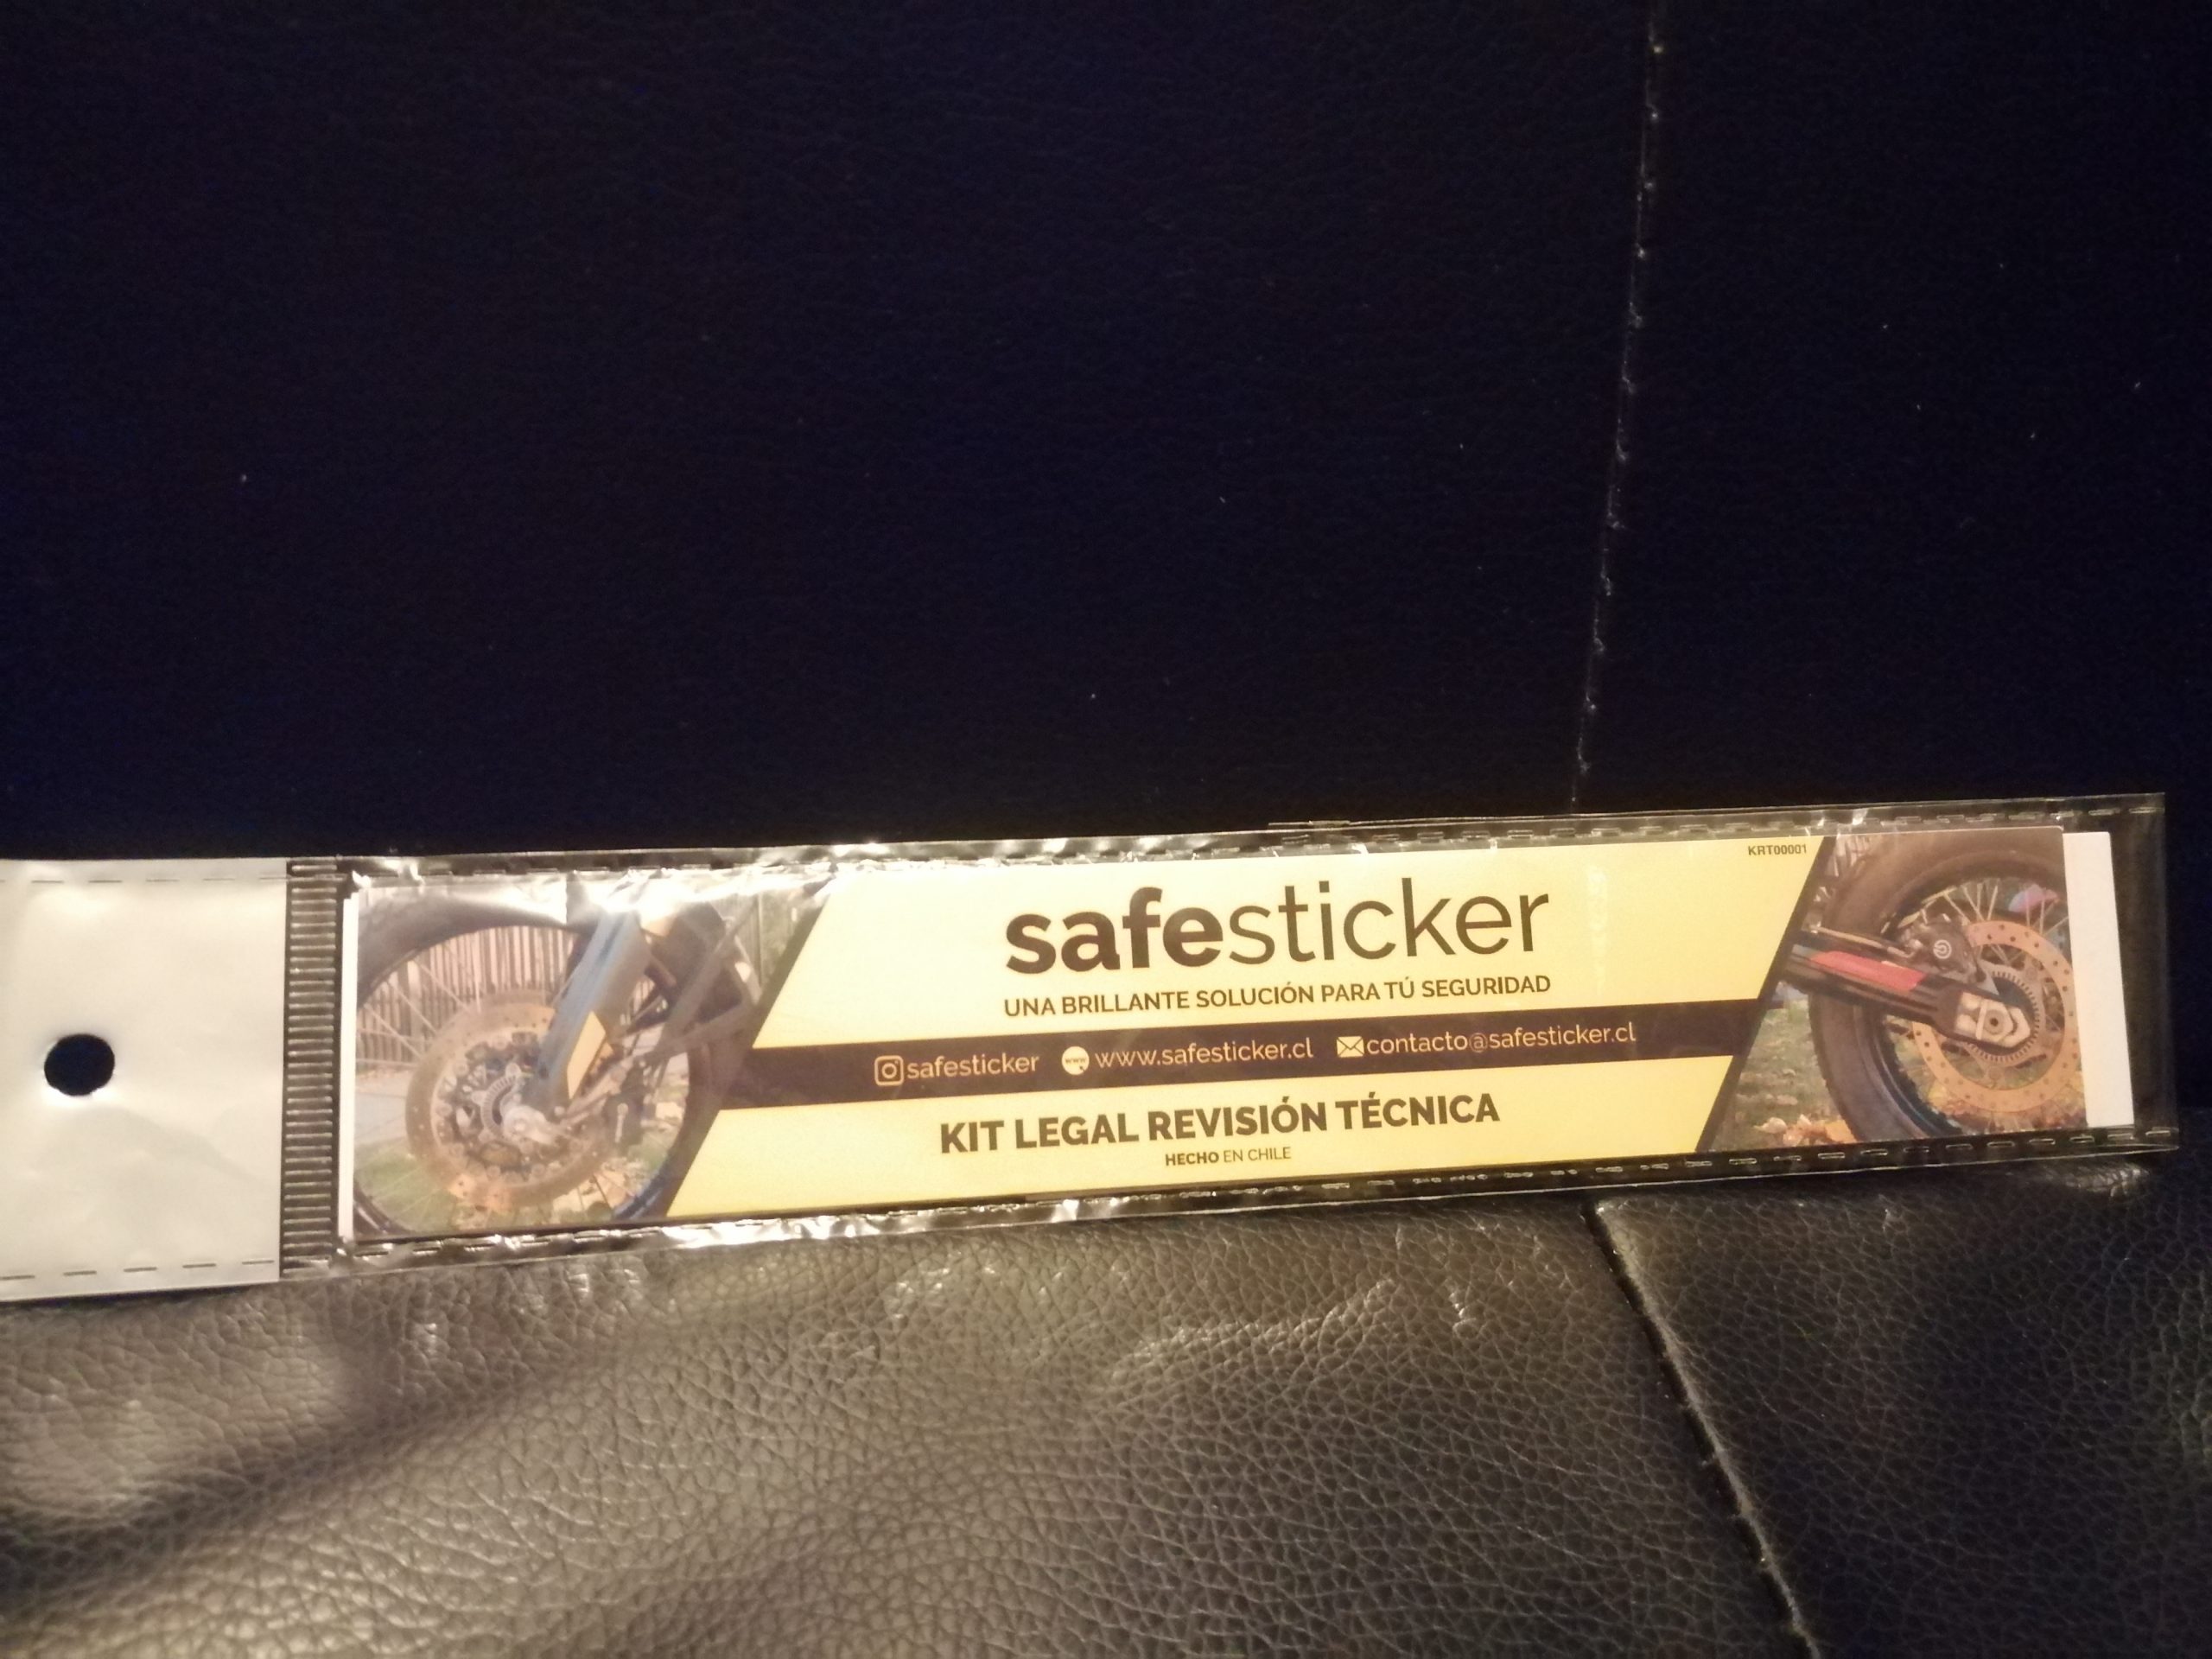 KRT00001
safesticker
UNA BRILLANTE SOLUCIÓN PARA TÚ SEGURIDAD
safesticker www www.safesticker.cl contacto@safesticker.cl
KIT LEGAL REVISIÓN TÉCNICA
HECHO EN CHILE